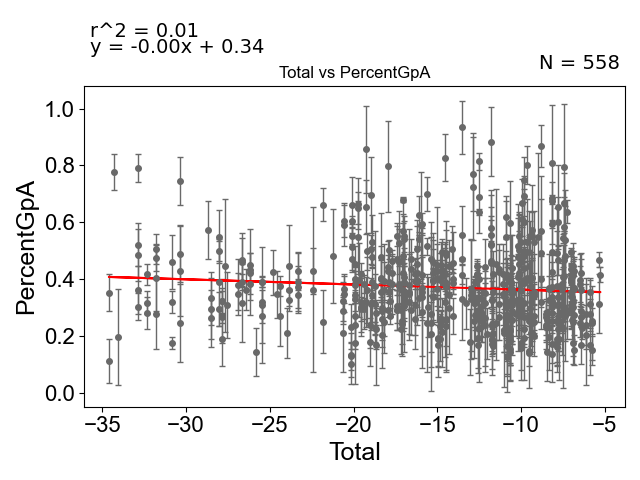 r^2 = 0.01
y = -0.00x + 0.34
N = 558
Total vs PercentGpA
PercentGpA
1.0
0.8
0.6
0.4
0.2
0.0
−35 −30 −25 −20 −15 −10 −5
Total